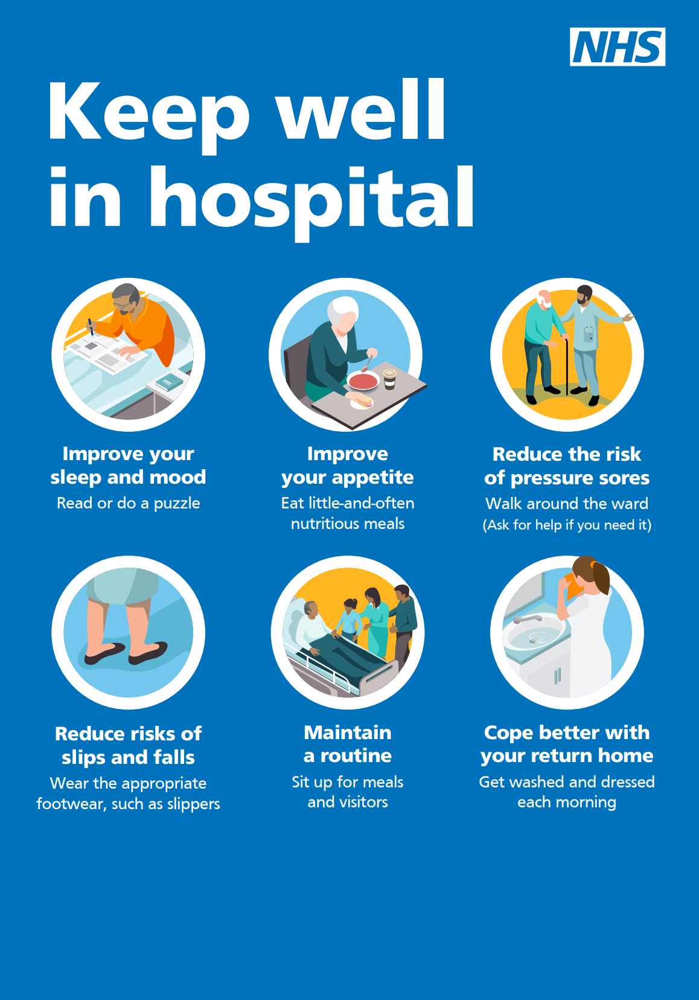 NHS
Keep well
in hospital
Improve your
sleep and mood
Read or do a puzzle
Improve
your appetite
Eat little-and-often
nutritious meals
Reduce the risk
of pressure sores
Walk around the ward
(Ask for help if you need it)
Reduce risks of
slips and falls
Wear the appropriate
footwear, such as slippers
Maintain
a routine
Sit up for meals
and visitors
Cope better with
your return home
Get washed and dressed
each morning